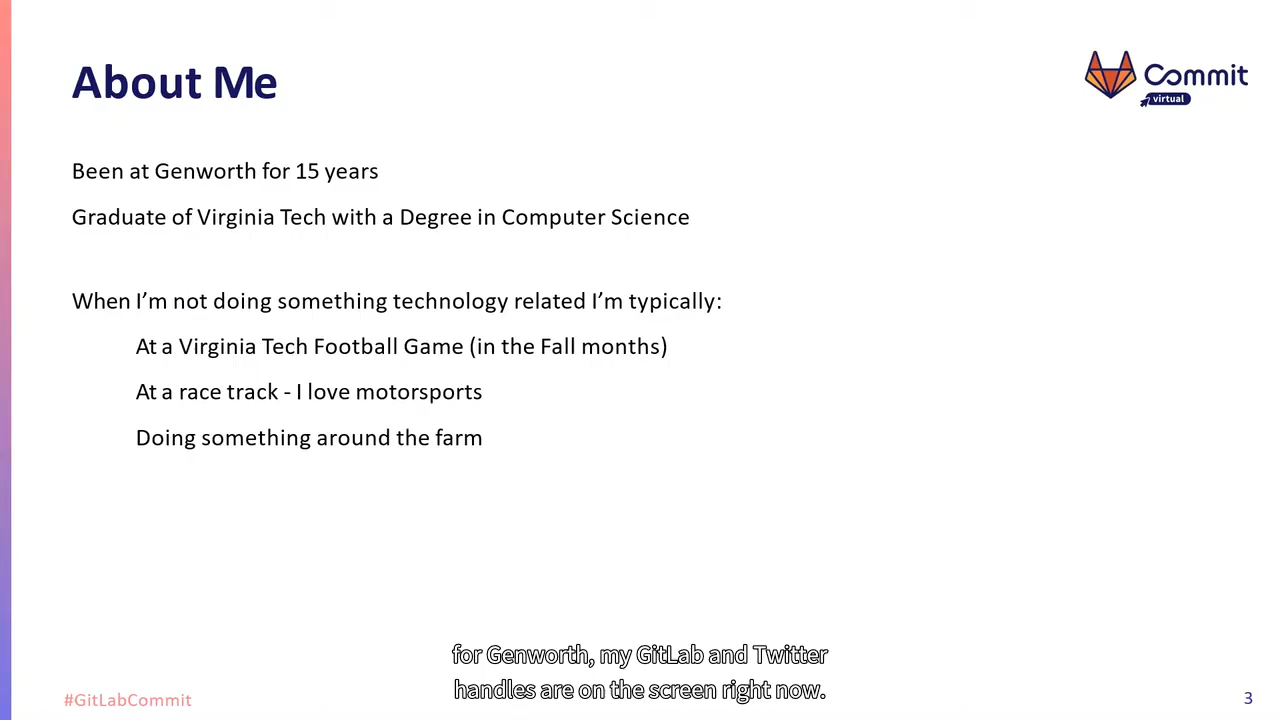 About Me
Commit
virtual
Been at Genworth for 15 years
Graduate of Virginia Tech with a Degree in Computer Science
When I’m not doing something technology related I’m typically:
At a Virginia Tech Football Game (in the Fall months)
At a race track - I love motorsports
Doing something around the farm
for Genworth, my GitLab and Twitter
handles are on the screen right now.
#GitLabCommit
3